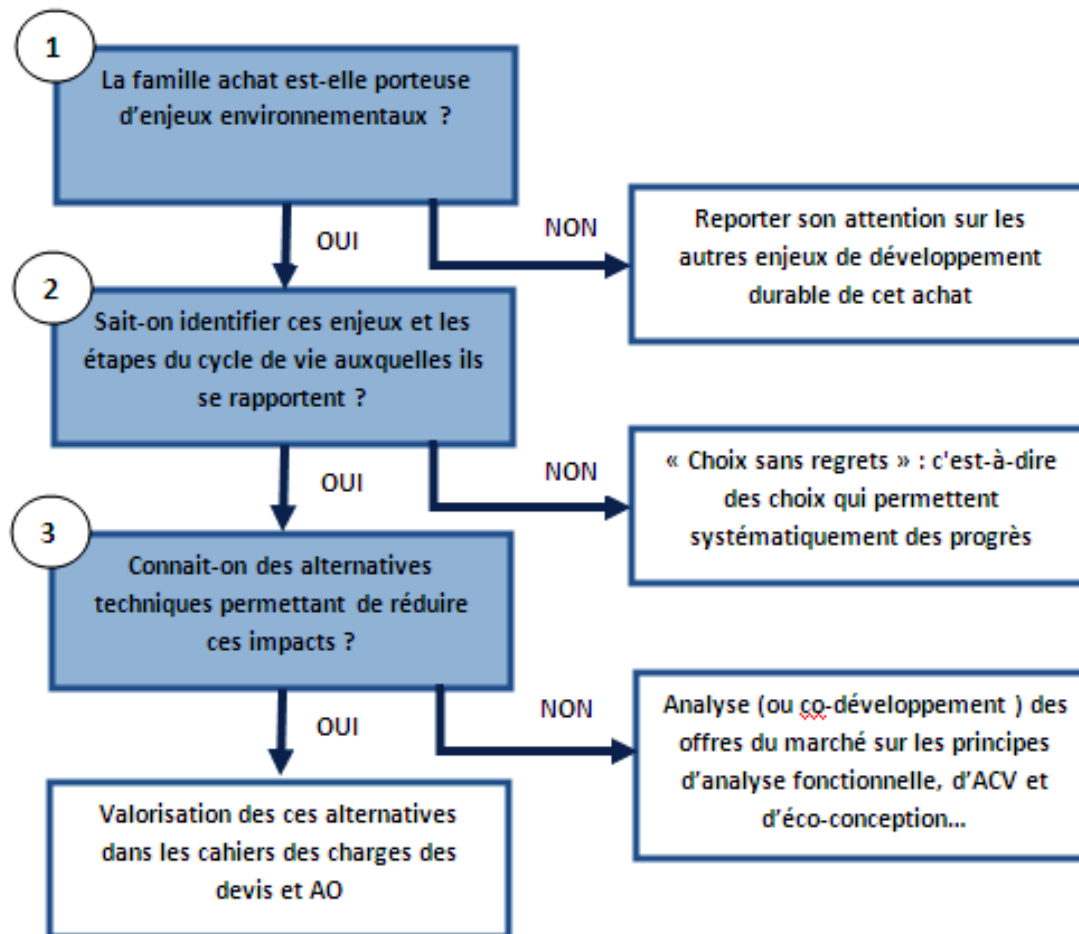 1
La famille achat est-elle porteuse
d'enjeux environnementaux ?
OUI
NON
Reporter son attention sur les
autres enjeux de développement
durable de cet achat
2
Sait-on identifier ces enjeux et les
étapes du cycle de vie auxquelles ils
se rapportent ?
OUI
NON
« Choix sans regrets » : c'est-à-dire
des choix qui permettent
systématiquement des progrès
3
Connait-on des alternatives
techniques permettant de réduire
ces impacts ?
OUI
NON
Analyse (ou co-développement ) des
offres du marché sur les principes
d'analyse fonctionnelle, d'ACV et
d'éco-conception...
Valorisation des ces alternatives
dans les cahiers des charges des
devis et AO